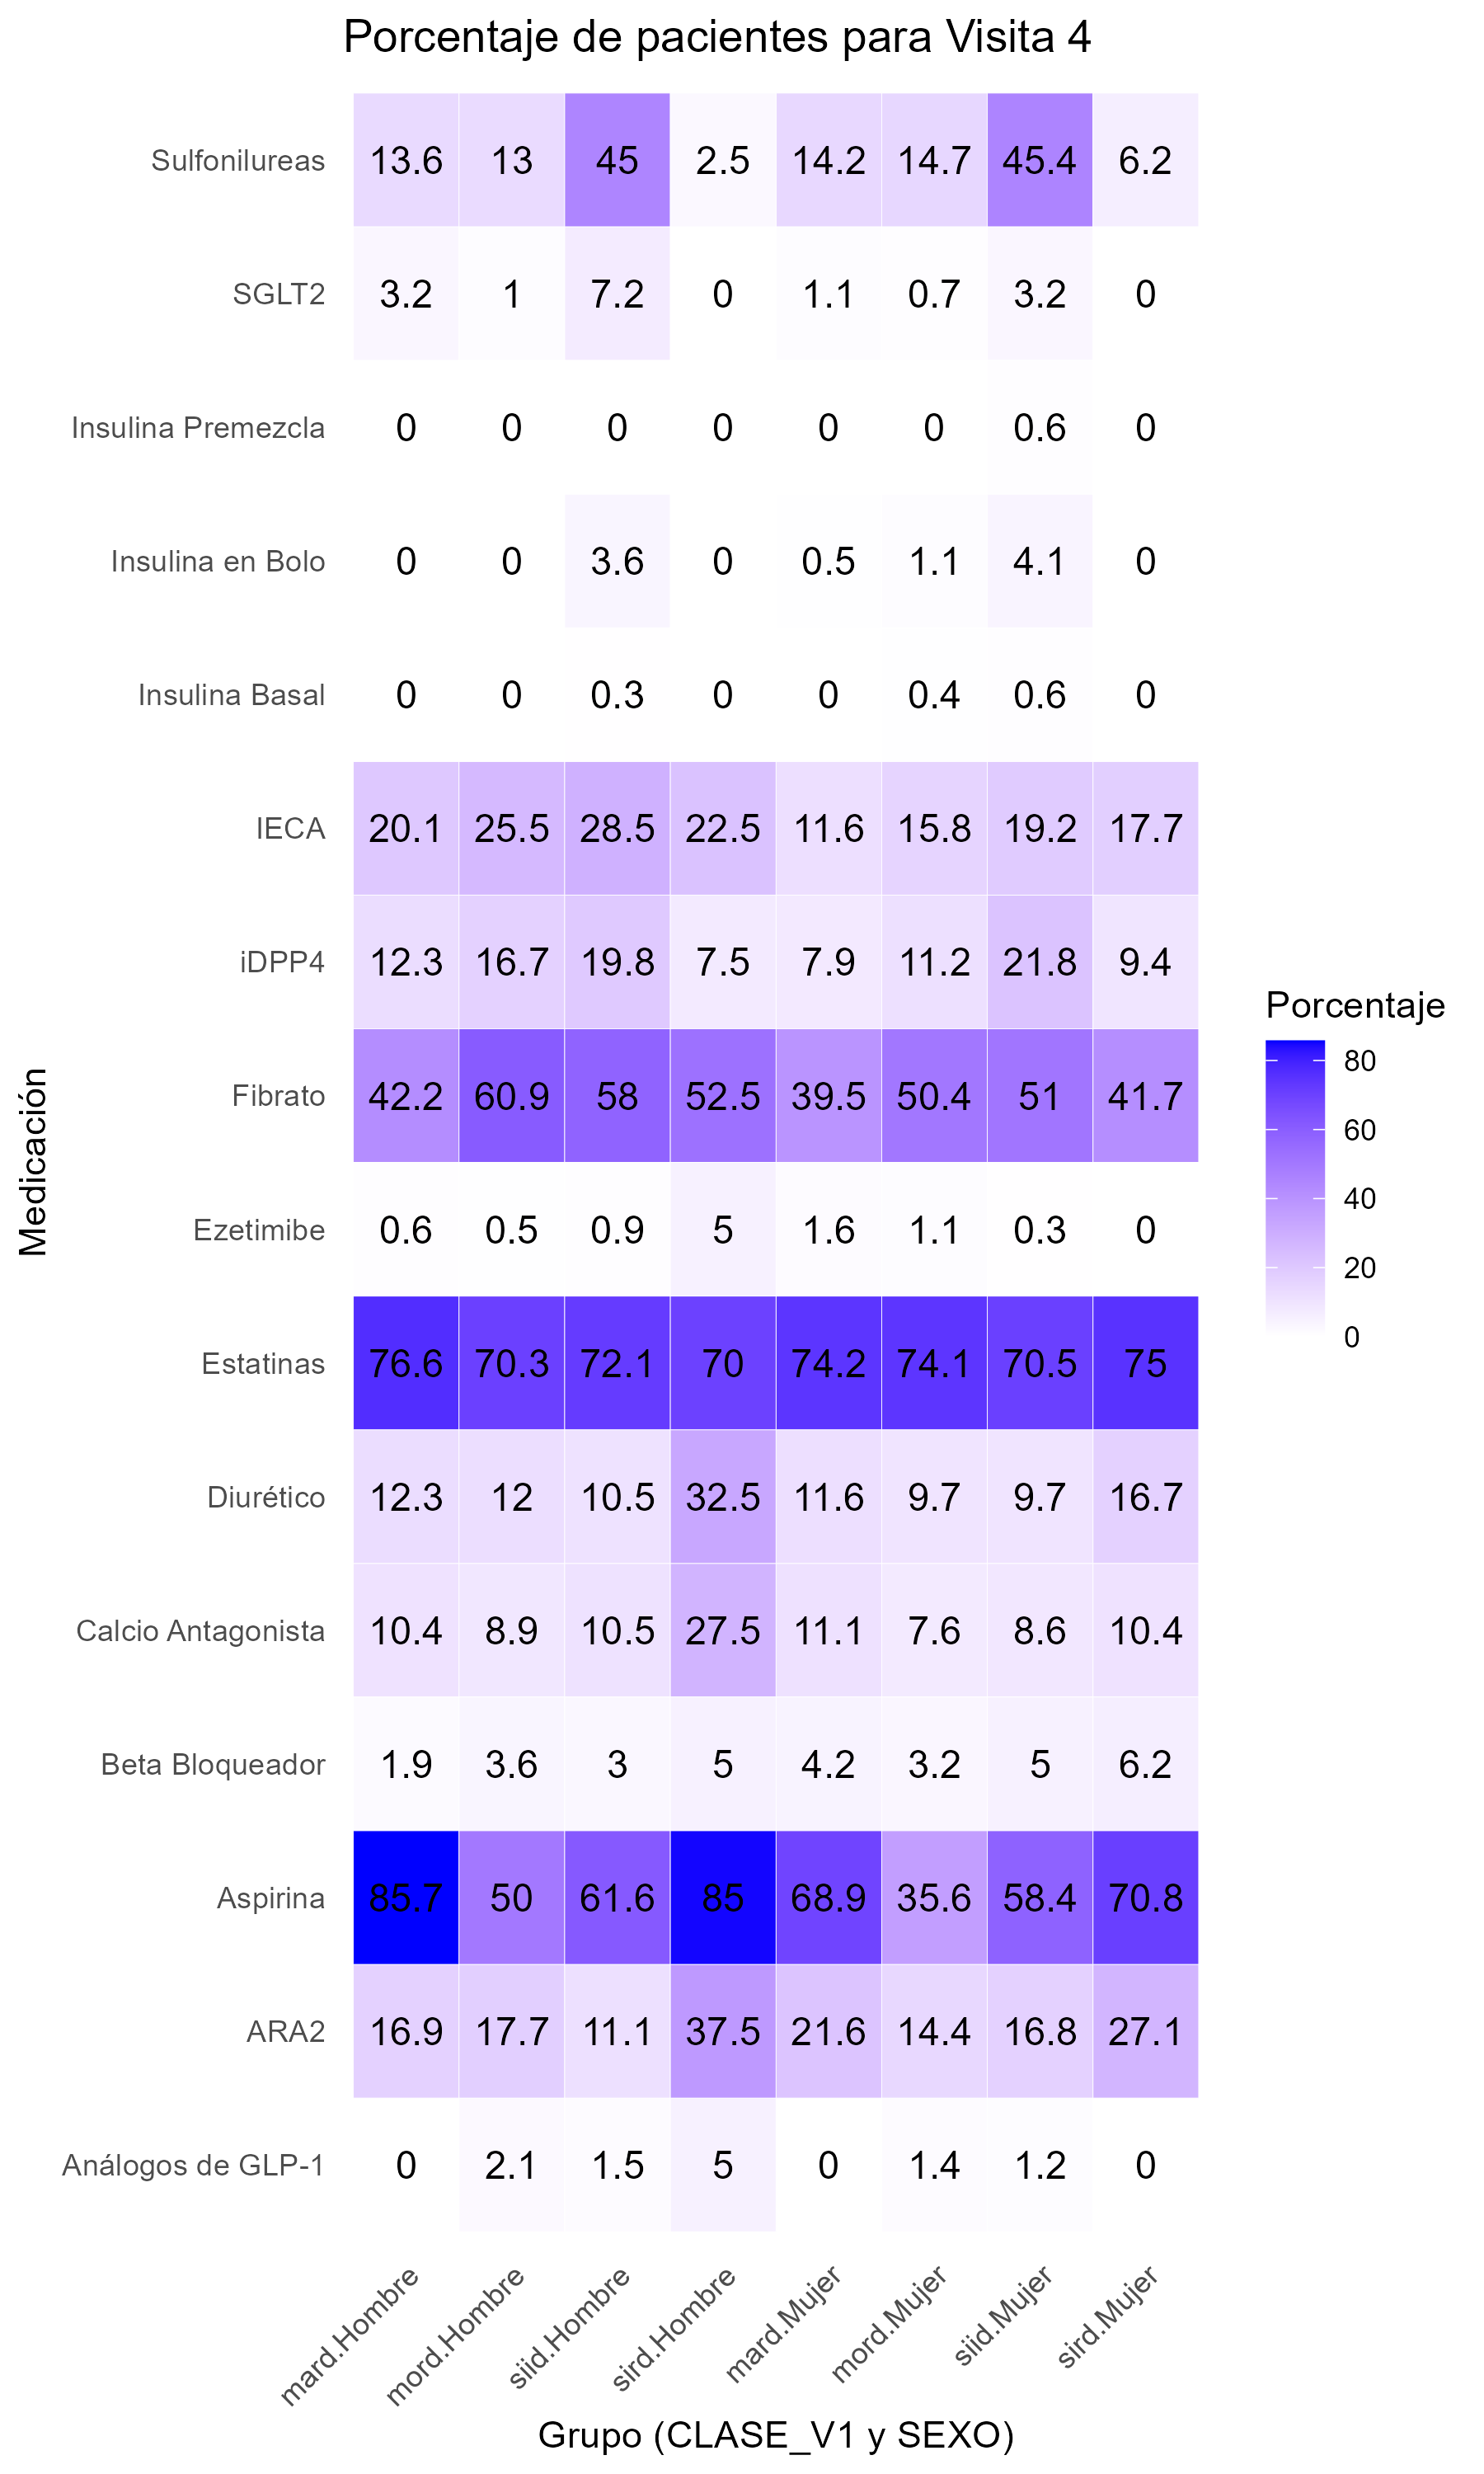 Porcentaje de pacientes para Visita 4
Sulfonilureas 13.6 13 45 2.5 14.2 14.7 45.4 6.2
SGLT2 3.2 1 7.2 0 1.1 0.7 3.2 0
Insulina Premezcla 0 0 0 0 0 0 0.6 0
Insulina en Bolo 0 0 3.6 0 0.5 1.1 4.1 0
Insulina Basal 0 0 0.3 0 0 0.4 0.6 0
IECA 20.1 25.5 28.5 22.5 11.6 15.8 19.2 17.7
iDPP4 12.3 16.7 19.8 7.5 7.9 11.2 21.8 9.4
Fibrato 42.2 60.9 58 52.5 39.5 50.4 51 41.7
Ezetimibe 0.6 0.5 0.9 5 1.6 1.1 0.3 0
Estatinas 76.6 70.3 72.1 70 74.2 74.1 70.5 75
Diurético 12.3 12 10.5 32.5 11.6 9.7 9.7 16.7
Calcio Antagonista 10.4 8.9 10.5 27.5 11.1 7.6 8.6 10.4
Beta Bloqueador 1.9 3.6 3 5 4.2 3.2 5 6.2
Aspirina 85.7 50 61.6 85 68.9 35.6 58.4 70.8
ARA2 16.9 17.7 11.1 37.5 21.6 14.4 16.8 27.1
Análogos de GLP-1 0 2.1 1.5 5 0 1.4 1.2 0
mard.Hombre mord.Hombre siid.Hombre sird.Hombre mard.Mujer mord.Mujer siid.Mujer sird.Mujer
Grupo (CLASE_V1 y SEXO)
Medicación
Porcentaje
80
60
40
20
0